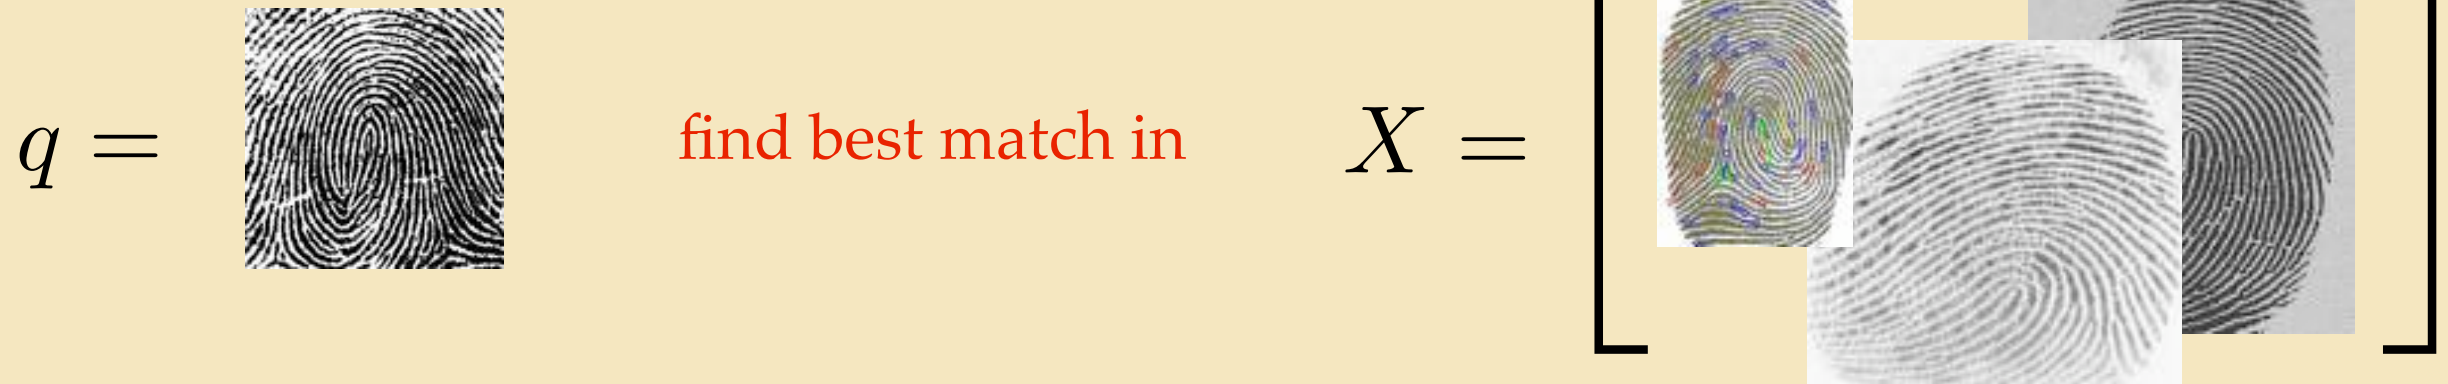 q = find best match in X =